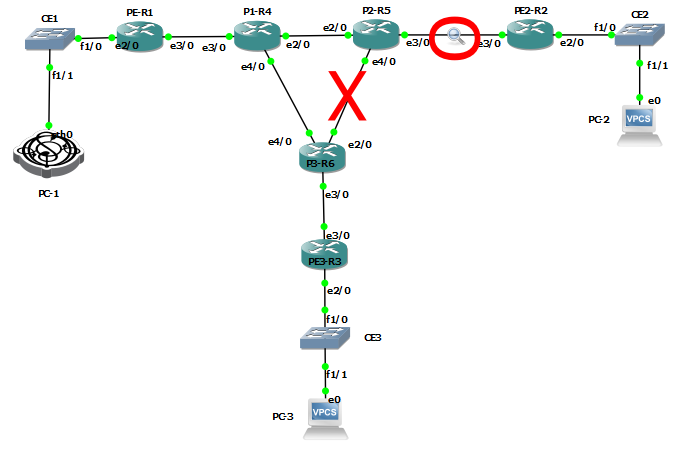 CE1
PE-R1
P1-R4
P2-R5
PE2-R2
CE2
f1/0
e2/0
e3/0
e3/0
e2/0
e2/0
e3/0
e3/0
e2/0
f1/0
f1/1
e4/0
e4/0
f1/1
e0
VPCS
PC-2
th0
e4/0
e2/0
P3-R6
PC-1
e3/0
e3/0
PE3-R3
e2/0
f1/0
CE3
f1/1
e0
VPCS
PC-3